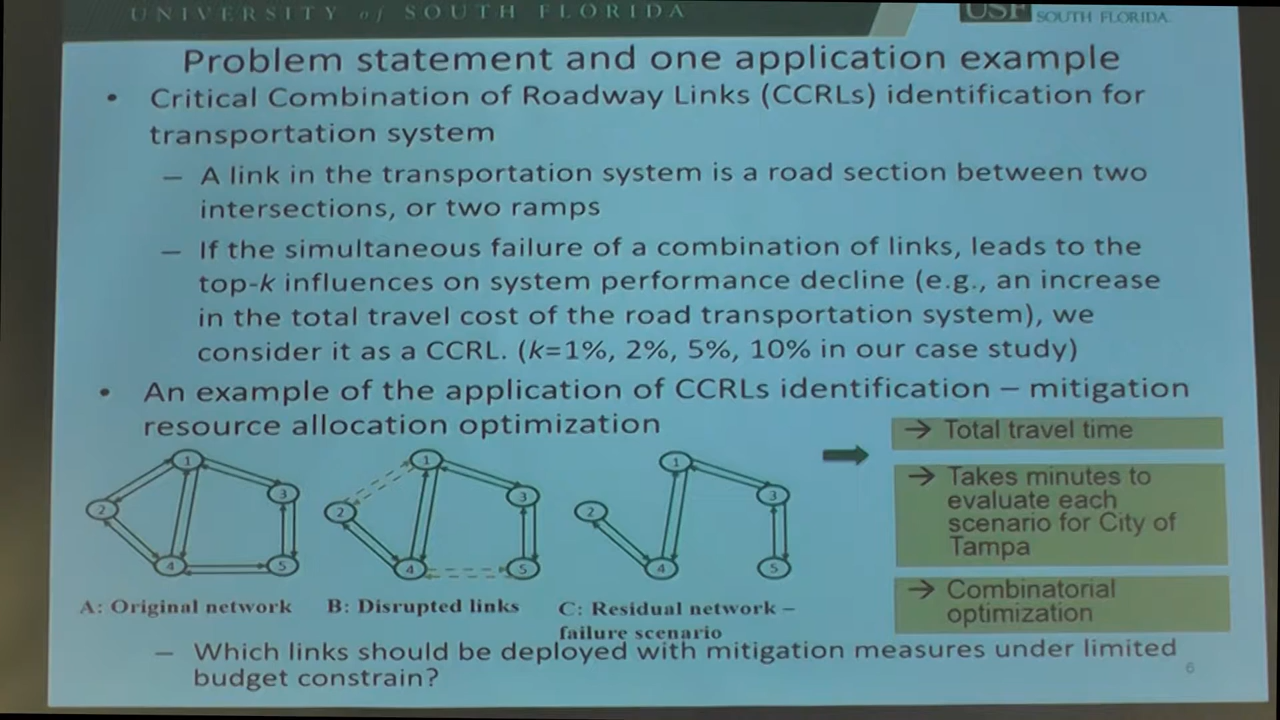 UNIVERSITY of SOUTH FLORIDA
USF SOUTH FLORIDA
Problem statement and one application example
• Critical Combination of Roadway Links (CCRLs) identification for
transportation system
– A link in the transportation system is a road section between two
intersections, or two ramps
– If the simultaneous failure of a combination of links, leads to the
top-k influences on system performance decline (e.g., an increase
in the total travel cost of the road transportation system), we
consider it as a CCRL. (k=1%, 2%, 5%, 10% in our case study)
• An example of the application of CCRLs identification – mitigation
resource allocation optimization
→ Total travel time
→ Takes minutes to
evaluate each
scenario for City of
Tampa
→ Combinatorial
optimization
1
2
3
4
5
1
2
3
4
5
1
2
3
4
5
A: Original network
B: Disrupted links
C: Residual network –
failure scenario
– Which links should be deployed with mitigation measures under limited
budget constrain?
6